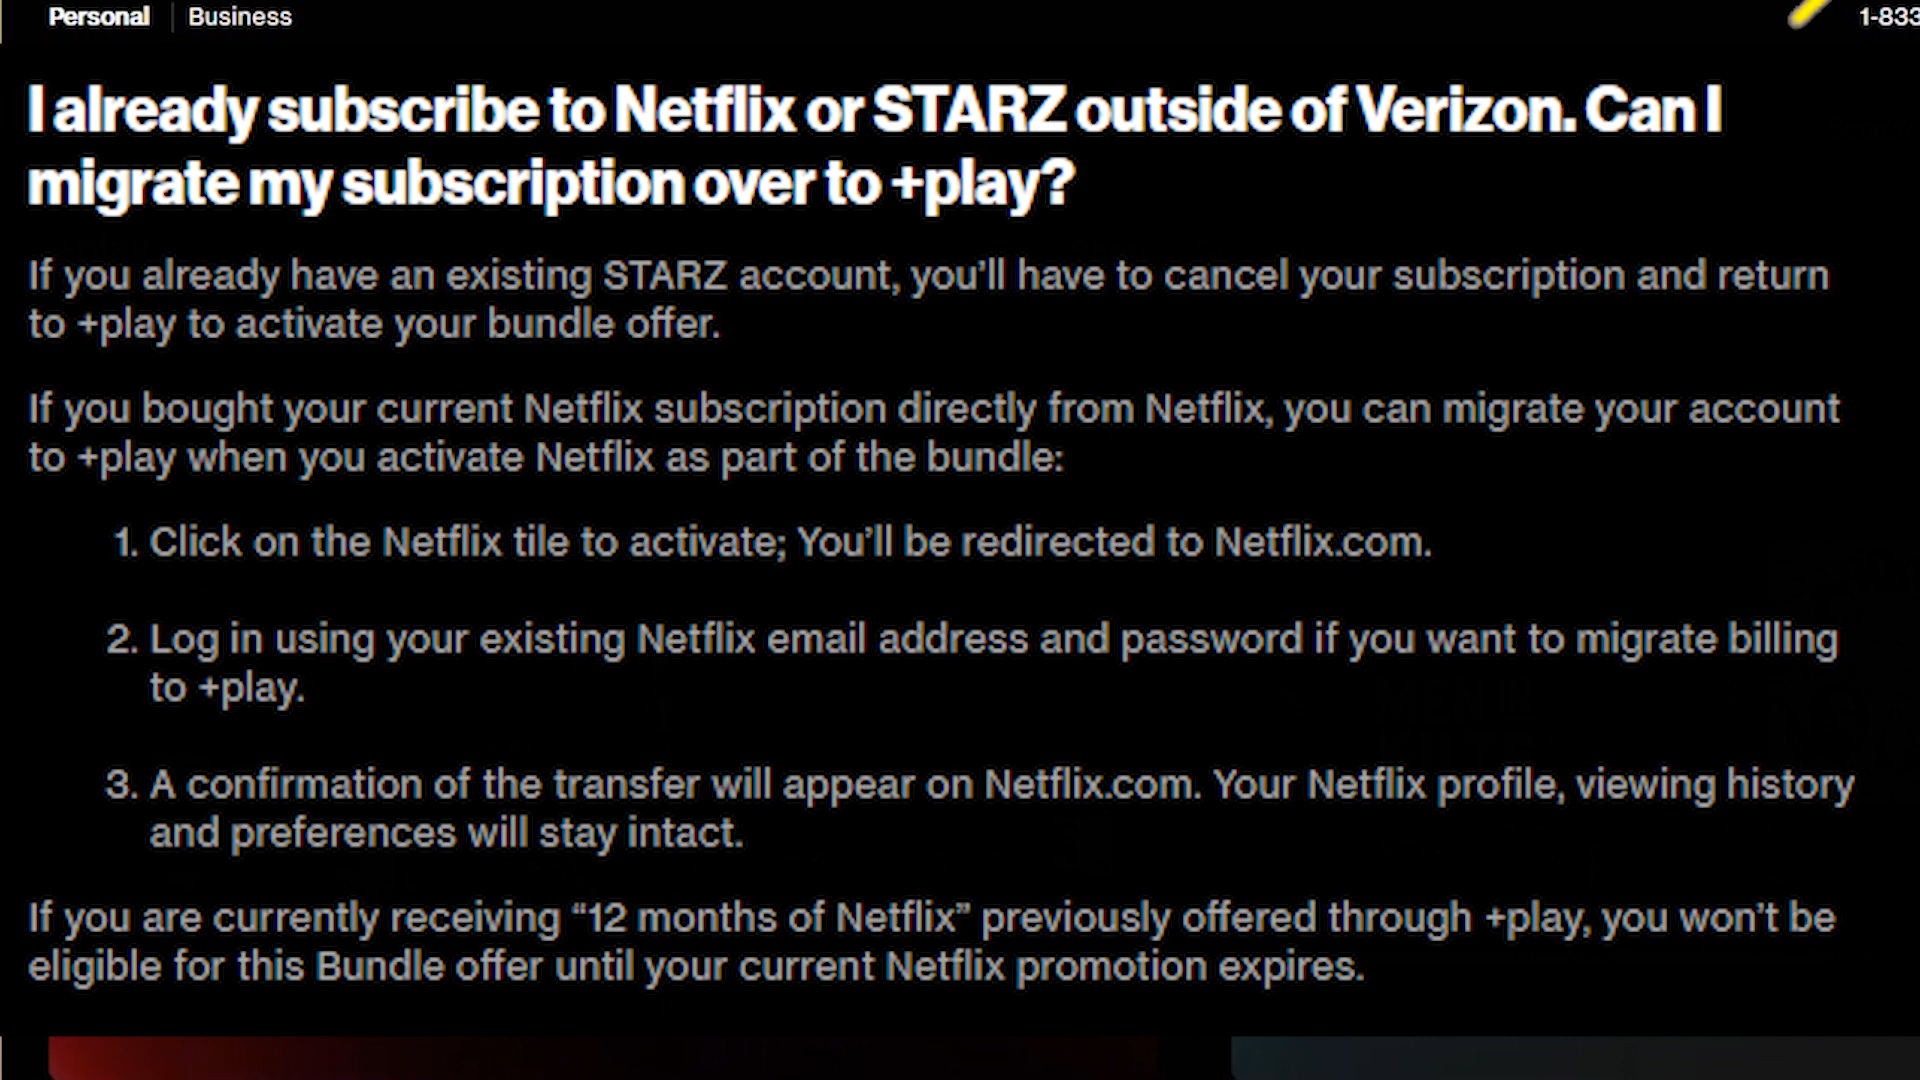 Personal | Business
1-833
I already subscribe to Netflix or STARZ outside of Verizon. Can I
migrate my subscription over to +play?
If you already have an existing STARZ account, you'll have to cancel your subscription and return
to +play to activate your bundle offer.
If you bought your current Netflix subscription directly from Netflix, you can migrate your account
to +play when you activate Netflix as part of the bundle:
1. Click on the Netflix tile to activate; You'll be redirected to Netflix.com.
2. Log in using your existing Netflix email address and password if you want to migrate billing
to +play.
3. A confirmation of the transfer will appear on Netflix.com. Your Netflix profile, viewing history
and preferences will stay intact.
If you are currently receiving “12 months of Netflix” previously offered through +play, you won't be
eligible for this Bundle offer until your current Netflix promotion expires.